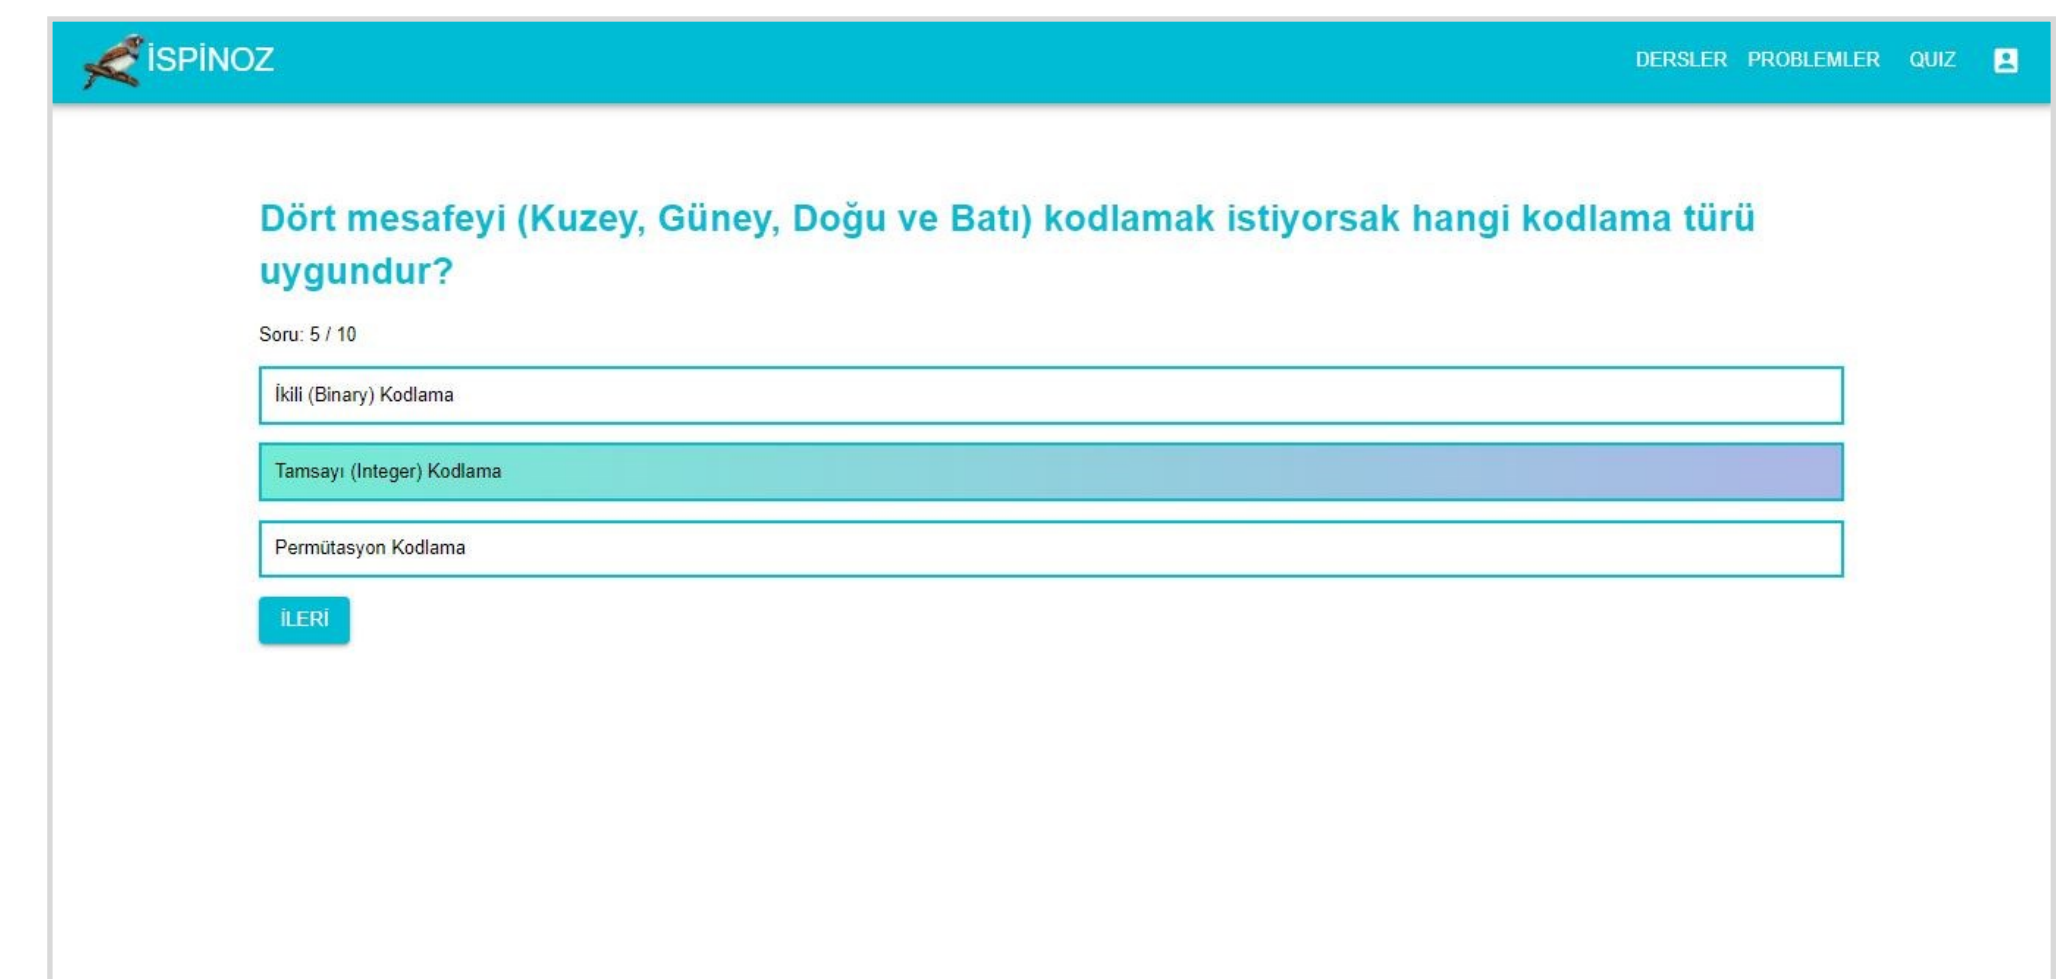 İSPİNOZ
DERSLER PROBLEMLER QUIZ
Dört mesafeyi (Kuzey, Güney, Doğu ve Batı) kodlamak istiyorsak hangi kodlama türü
uygundur?
Soru: 5 / 10
İkili (Binary) Kodlama
Tamsayı (Integer) Kodlama
Permütasyon Kodlama
İLERİ